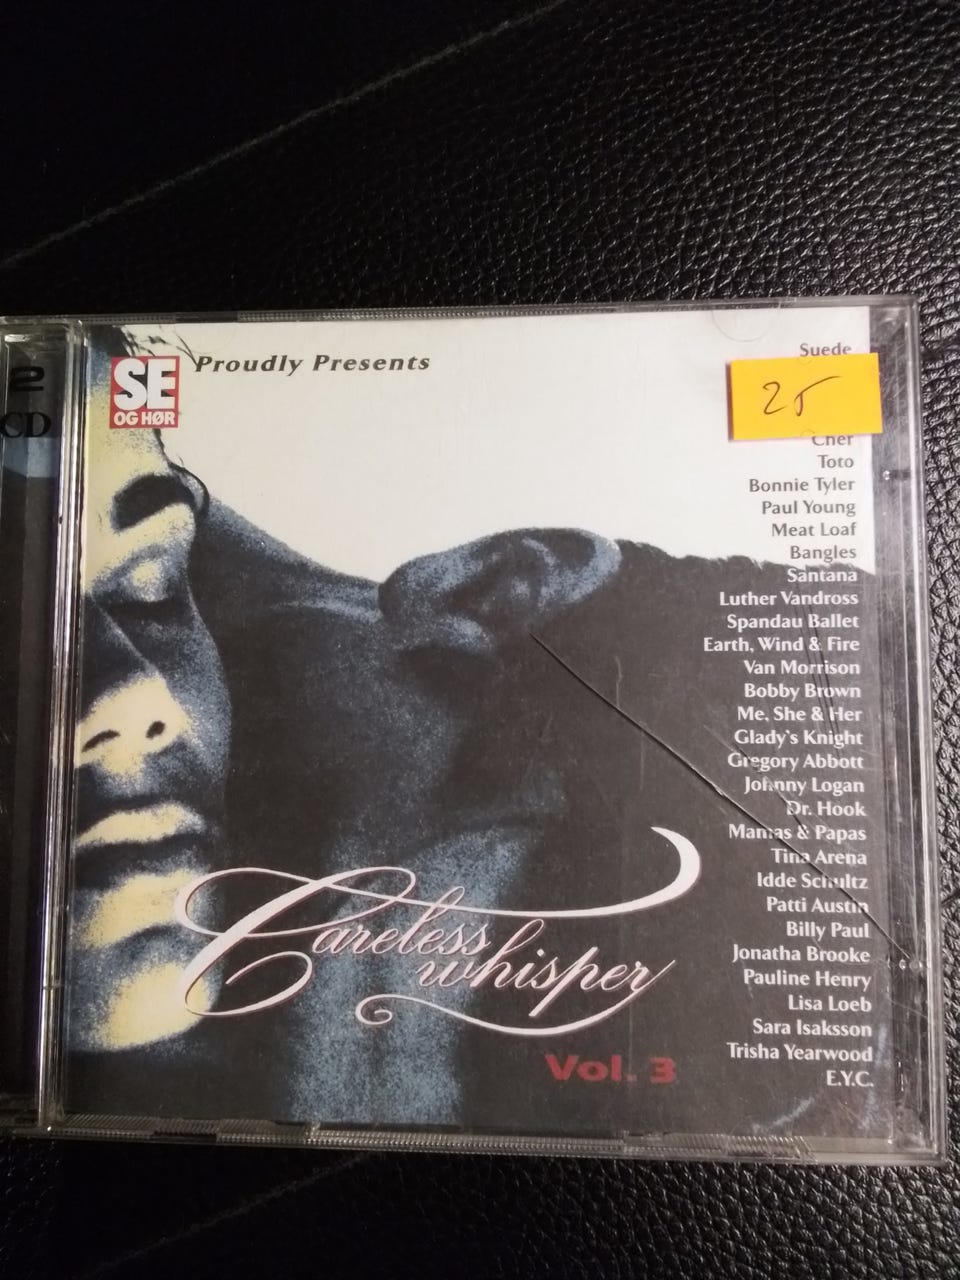 2
CD
SE
OG HØR
Proudly Presents
Suede
25
Cher
Toto
Bonnie Tyler
Paul Young
Meat Loaf
Bangles
Santana
Luther Vandross
Spandau Ballet
Earth, Wind & Fire
Van Morrison
Bobby Brown
Me, She & Her
Glady's Knight
Gregory Abbott
Johnny Logan
Dr. Hook
Mamas & Papas
Tina Arena
Idde Schultz
Patti Austin
Billy Paul
Jonatha Brooke
Pauline Henry
Lisa Loeb
Sara Isaksson
Trisha Yearwood
E.Y.C.
Careless
whisper
Vol. 3